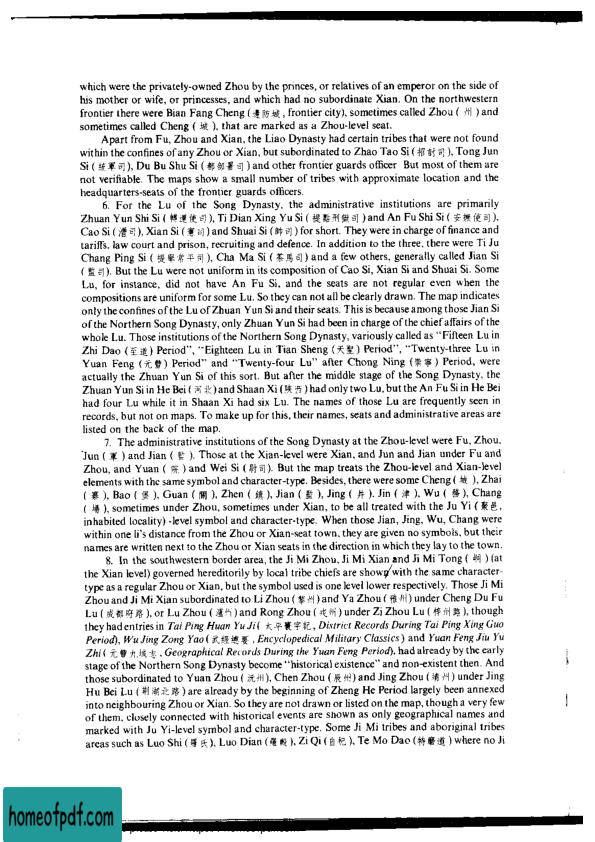 which were the privately-owned Zhou by the princes, or relatives of an emperor on the side of
his mother or wife, or princesses, and which had no subordinate Xian. On the northwestern
frontier there were Bian Fang Cheng (邊防城, frontier city), sometimes called Zhou ( 州 ) and
sometimes called Cheng ( 城 ), that are marked as a Zhou-level seat.
Apart from Fu, Zhou and Xian, the Liao Dynasty had certain tribes that were not found
within the confines of any Zhou or Xian, but subordinated to Zhao Tao Si (招討司), Tong Jun
Si (統軍司), Du Bu Shu Si (都部署司) and other frontier guards officer But most of them are
not verifiable. The maps show a small number of tribes with approximate location and the
headquarters-seats of the frontier guards officers.
6. For the Lu of the Song Dynasty, the administrative institutions are primarily
Zhuan Yun Shi Si ( 轉運使司), Ti Dian Xing Yu Si ( 提點刑獄司 ) and An Fu Shi Si ( 安撫使司),
Cao Si (漕司), Xian Si ( 憲司) and Shuai Si (帥司) for short. They were in charge of finance and
tariffs, law court and prison, recruiting and defence. In addition to the three, there were Ti Ju
Chang Ping Si ( 提舉常平司), Cha Ma Si ( 茶馬司) and a few others, generally called Jian Si
( 監司). But the Lu were not uniform in its composition of Cao Si, Xian Si and Shuai Si. Some
Lu, for instance, did not have An Fu Si, and the seats are not regular even when the
compositions are uniform for some Lu. So they can not all be clearly drawn. The map indicates
only the confines of the Lu of Zhuan Yun Si and their seats. This is because among those Jian Si
of the Northern Song Dynasty, only Zhuan Yun Si had been in charge of the chief affairs of the
whole Lu. Those institutions of the Northern Song Dynasty, variously called as "Fifteen Lu in
Zhi Dao (至道) Period", "Eighteen Lu in Tian Sheng (天聖) Period", "Twenty-three Lu in
Yuan Feng (元豐) Period" and "Twenty-four Lu" after Chong Ning (崇寧) Period, were
actually the Zhuan Yun Si of this sort. But after the middle stage of the Song Dynasty, the
Zhuan Yun Si in He Bei ( 河北) and Shaan Xi (陝西) had only two Lu, but the An Fu Si in He Bei
had four Lu while it in Shaan Xi had six Lu. The names of those Lu are frequently seen in
records, but not on maps. To make up for this, their names, seats and administrative areas are
listed on the back of the map.
7. The administrative institutions of the Song Dynasty at the Zhou-level were Fu, Zhou,
Jun ( 軍 ) and Jian ( 監 ). Those at the Xian-level were Xian, and Jun and Jian under Fu and
Zhou, and Yuan ( 院 ) and Wei Si (尉司). But the map treats the Zhou-level and Xian-level
elements with the same symbol and character-type. Besides, there were some Cheng ( 城 ), Zhai
( 寨 ), Bao ( 堡 ), Guan ( 關 ), Zhen ( 鎮 ), Jian ( 監 ), Jing ( 井 ). Jin ( 津 ), Wu ( 務 ), Chang
( 場 ), sometimes under Zhou, sometimes under Xian, to be all treated with the Ju Yi ( 聚邑,
inhabited locality) -level symbol and character-type. When those Jian, Jing, Wu, Chang were
within one li's distance from the Zhou or Xian-seat town, they are given no symbols, but their
names are written next to the Zhou or Xian seats in the direction in which they lay to the town.
8. In the southwestern border area, the Ji Mi Zhou, Ji Mi Xian and Ji Mi Tong ( 峒 ) (at
the Xian level) governed hereditorily by local tribe chiefs are show with the same character-
type as a regular Zhou or Xian, but the symbol used is one level lower respectively. Those Ji Mi
Zhou and Ji Mi Xian subordinated to Li Zhou ( 黎州) and Ya Zhou ( 雅州) under Cheng Du Fu
Lu ( 成都府路 ), or Lu Zhou ( 瀘州) and Rong Zhou ( 戎州) under Zi Zhou Lu ( 梓州路 ), though
they had entries in Tai Ping Huan Yu Ji ( 太平寰宇記, District Records During Tai Ping Xing Guo
Period), Wu Jing Zong Yao ( 武經總要 , Encyclopedical Military Classics) and Yuan Feng Jiu Yu
Zhi ( 元豐九域志 , Geographical Records During the Yuan Feng Period), had already by the early
stage of the Northern Song Dynasty become "historical existence" and non-existent then. And
those subordinated to Yuan Zhou ( 沅州), Chen Zhou ( 辰州) and Jing Zhou ( 靖州) under Jing
Hu Bei Lu ( 荆湖北路 ) are already by the beginning of Zheng He Period largely been annexed
into neighbouring Zhou or Xian. So they are not drawn or listed on the map, though a very few
of them, closely connected with historical events are shown as only geographical names and
marked with Ju Yi-level symbol and character-type. Some Ji Mi tribes and aboriginal tribes
areas such as Luo Shi ( 羅氏), Luo Dian ( 羅殿 ), Zi Qi ( 自杞 ), Te Mo Dao ( 特磨道 ) where no Ji
homeofpdf.com